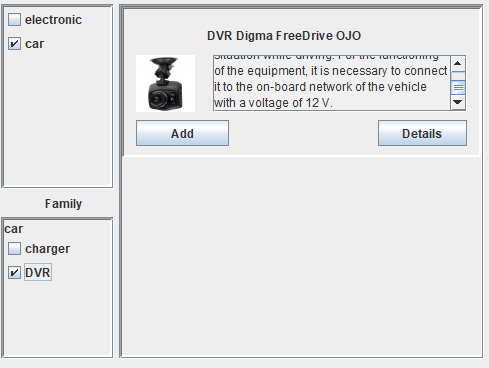 electronic
car
Family
car
charger
DVR
DVR Digma FreeDrive OJO
situation while driving. For the functioning
of the equipment, it is necessary to connect
it to the on-board network of the vehicle
with a voltage of 12 V.
Add
Details